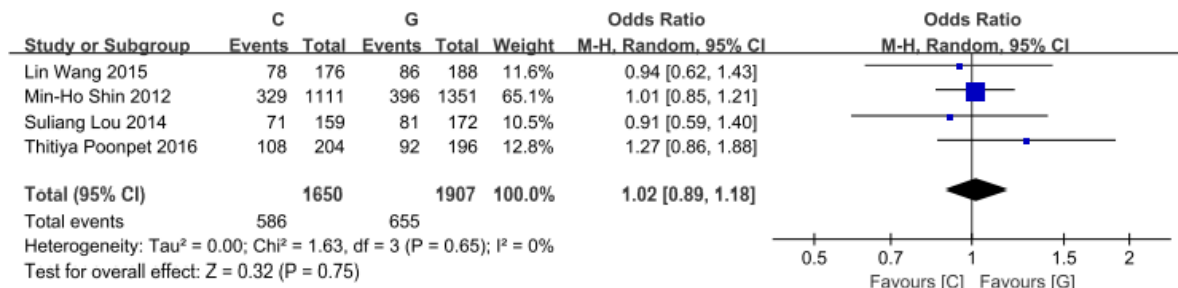 C G Odds Ratio Odds Ratio
Study or Subgroup Events Total Events Total Weight M-H, Random, 95% CI M-H, Random, 95% CI
Lin Wang 2015 78 176 86 188 11.6% 0.94 [0.62, 1.43]
Min-Ho Shin 2012 329 1111 396 1351 65.1% 1.01 [0.85, 1.21]
Suliang Lou 2014 71 159 81 172 10.5% 0.91 [0.59, 1.40]
Thitiya Poonpet 2016 108 204 92 196 12.8% 1.27 [0.86, 1.88]
Total (95% CI) 1650 1907 100.0% 1.02 [0.89, 1.18]
Total events 586 655
Heterogeneity: Tau² = 0.00; Chi² = 1.63, df = 3 (P = 0.65); I² = 0%
Test for overall effect: Z = 0.32 (P = 0.75)
0.5 0.7 1 1.5 2
Favours [C] Favours [G]